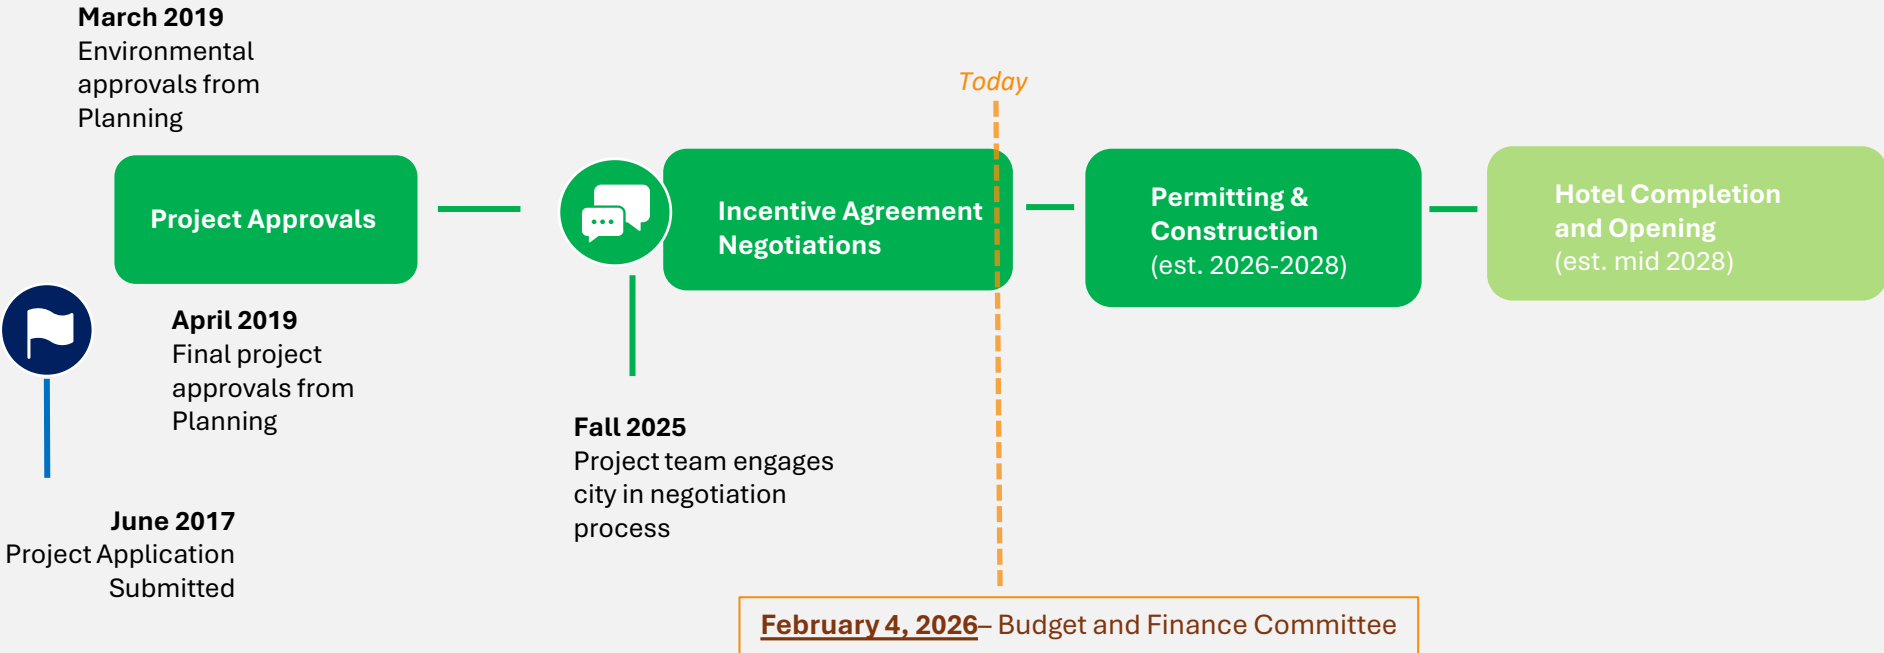 March 2019
Environmental
approvals from
Planning
Today
Project Approvals
Incentive Agreement
Negotiations
Permitting &
Construction
(est. 2026-2028)
Hotel Completion
and Opening
(est. mid 2028)
April 2019
Final project
approvals from
Planning
Fall 2025
Project team engages
city in negotiation
process
June 2017
Project Application
Submitted
February 4, 2026– Budget and Finance Committee